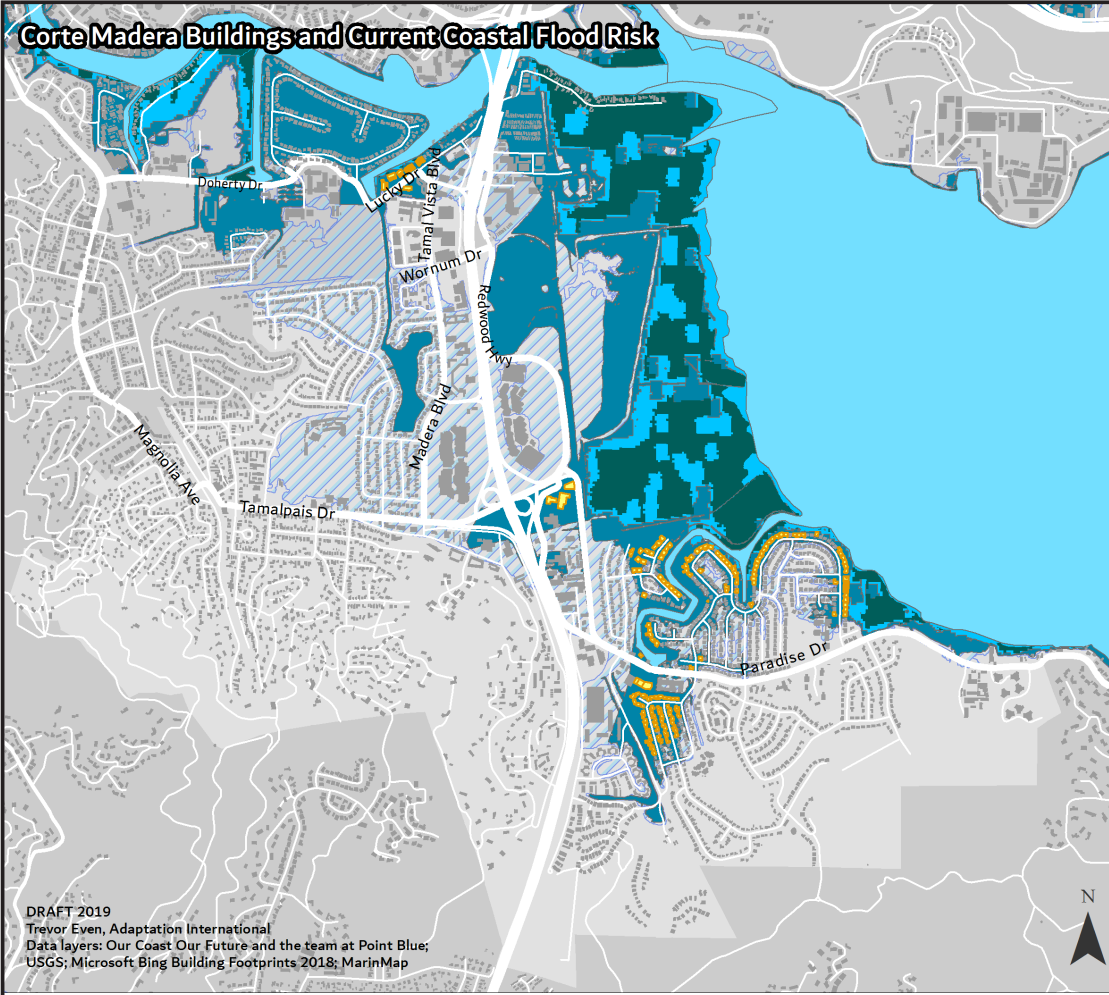 Corte Madera Buildings and Current Coastal Flood Risk
Doherty Dr
Lucky Dr
Tamal Vista Blvd
Wornum Dr
Redwood Hwy
Madera Blvd
Magnolia Ave
Tamalpais Dr
Paradise Dr
N
DRAFT 2019
Trevor Even, Adaptation International
Data layers: Our Coast Our Future and the team at Point Blue;
USGS; Microsoft Bing Building Footprints 2018; MarinMap